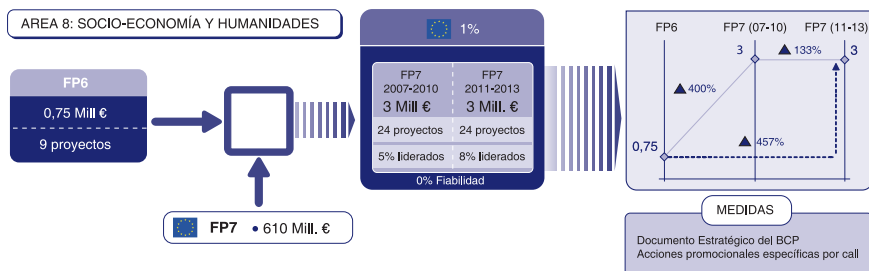 AREA 8: SOCIO-ECONOMÍA Y HUMANIDADES
FP6
0,75 Mill €
9 proyectos
FP7 • 610 Mill. €
1%
FP7
2007-2010
3 Mill €
24 proyectos
5% liderados
FP7
2011-2013
3 Mill. €
24 proyectos
8% liderados
0% Fiabilidad
FP6
FP7 (07-10)
FP7 (11-13)
3
133%
3
400%
457%
0,75
MEDIDAS
Documento Estratégico del BCP
Acciones promocionales específicas por call